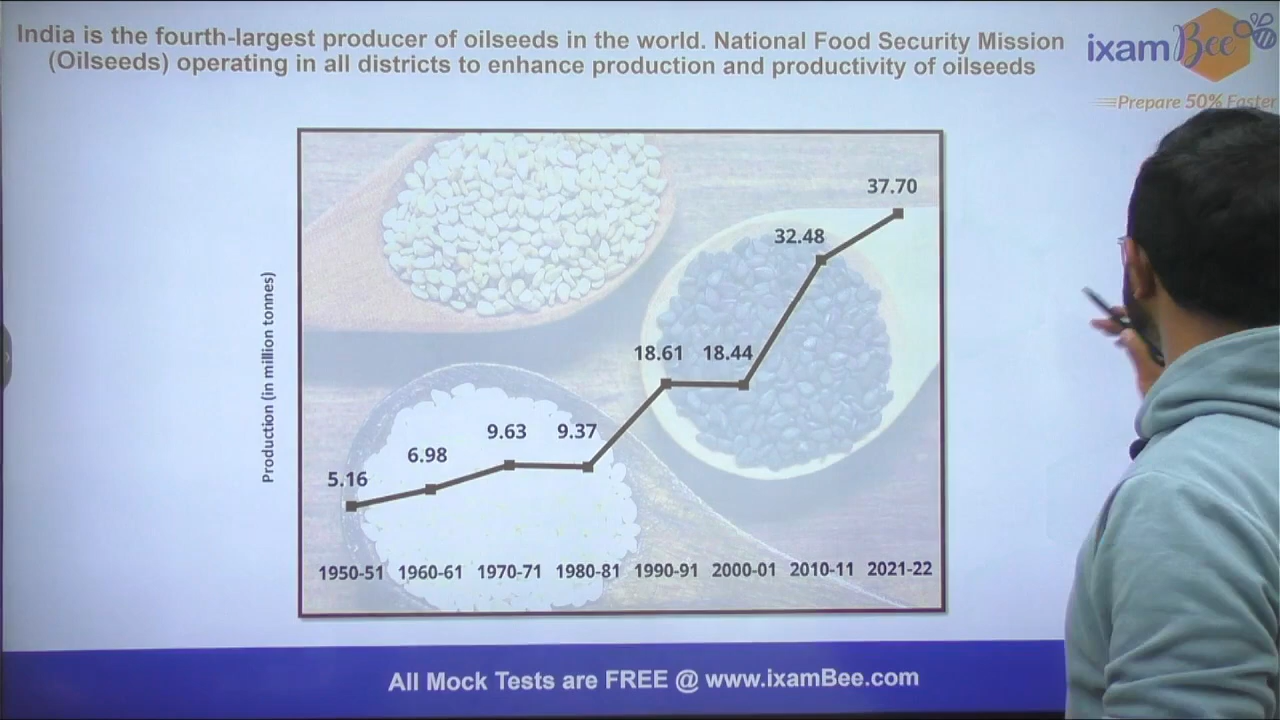 India is the fourth-largest producer of oilseeds in the world. National Food Security Mission
(Oilseeds) operating in all districts to enhance production and productivity of oilseeds
ixamBee
Prepare 50% Faster
37.70
32.48
18.61 18.44
9.63 9.37
6.98
5.16
Production (in million tonnes)
1950-51 1960-61 1970-71 1980-81 1990-91 2000-01 2010-11 2021-22
All Mock Tests are FREE @ www.ixamBee.com